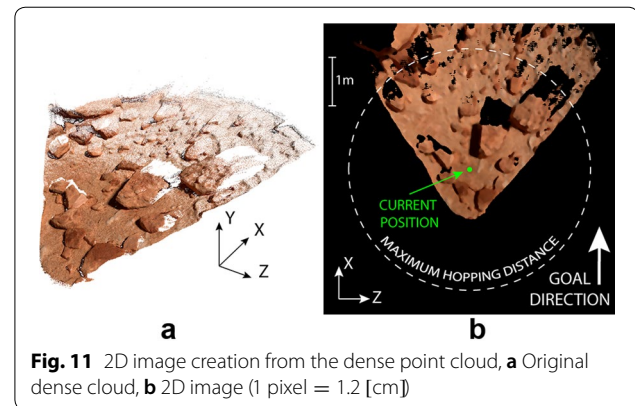 1m
Y
X
Z
CURRENT
POSITION
MAXIMUM HOPPING DISTANCE
X
Z
GOAL
DIRECTION
a
b
Fig. 11 2D image creation from the dense point cloud, a Original
dense cloud, b 2D image (1 pixel = 1.2 [cm])